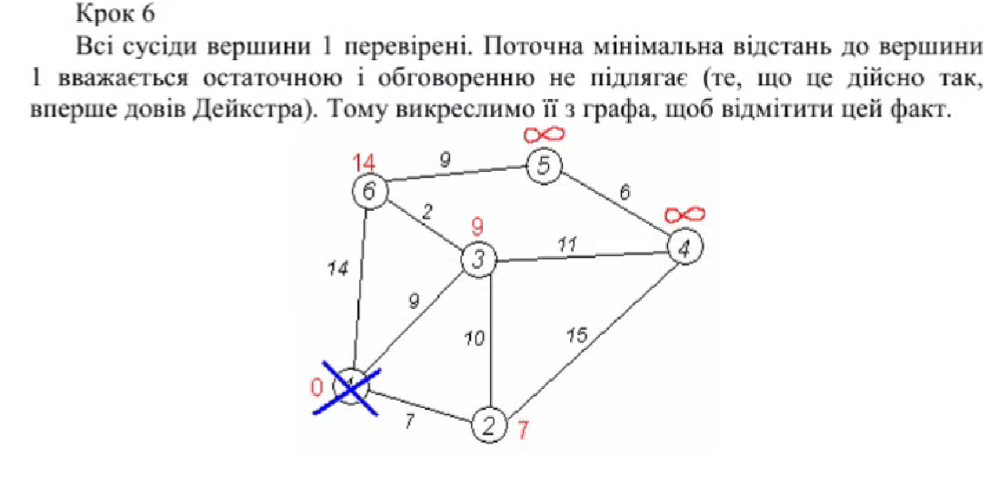 Крок 6
Всі сусіди вершини 1 перевірені. Поточна мінімальна відстань до вершини
1 вважається остаточною і обговоренню не підлягає (те, що це дійсно так,
вперше довів Дейкстра). Тому викреслимо її з графа, щоб відмітити цей факт.
∞
14 9 5
6 6
2 ∞
9
11 4
3
14
9
10 15
0 1
7 2 7